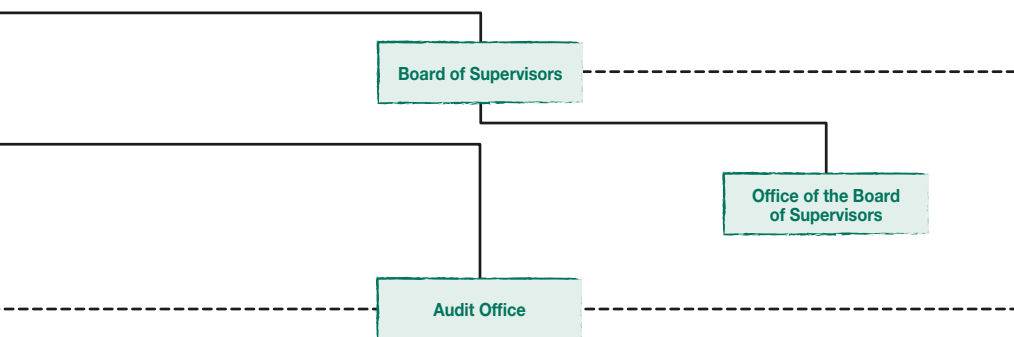 Board of Supervisors
Office of the Board
of Supervisors
Audit Office